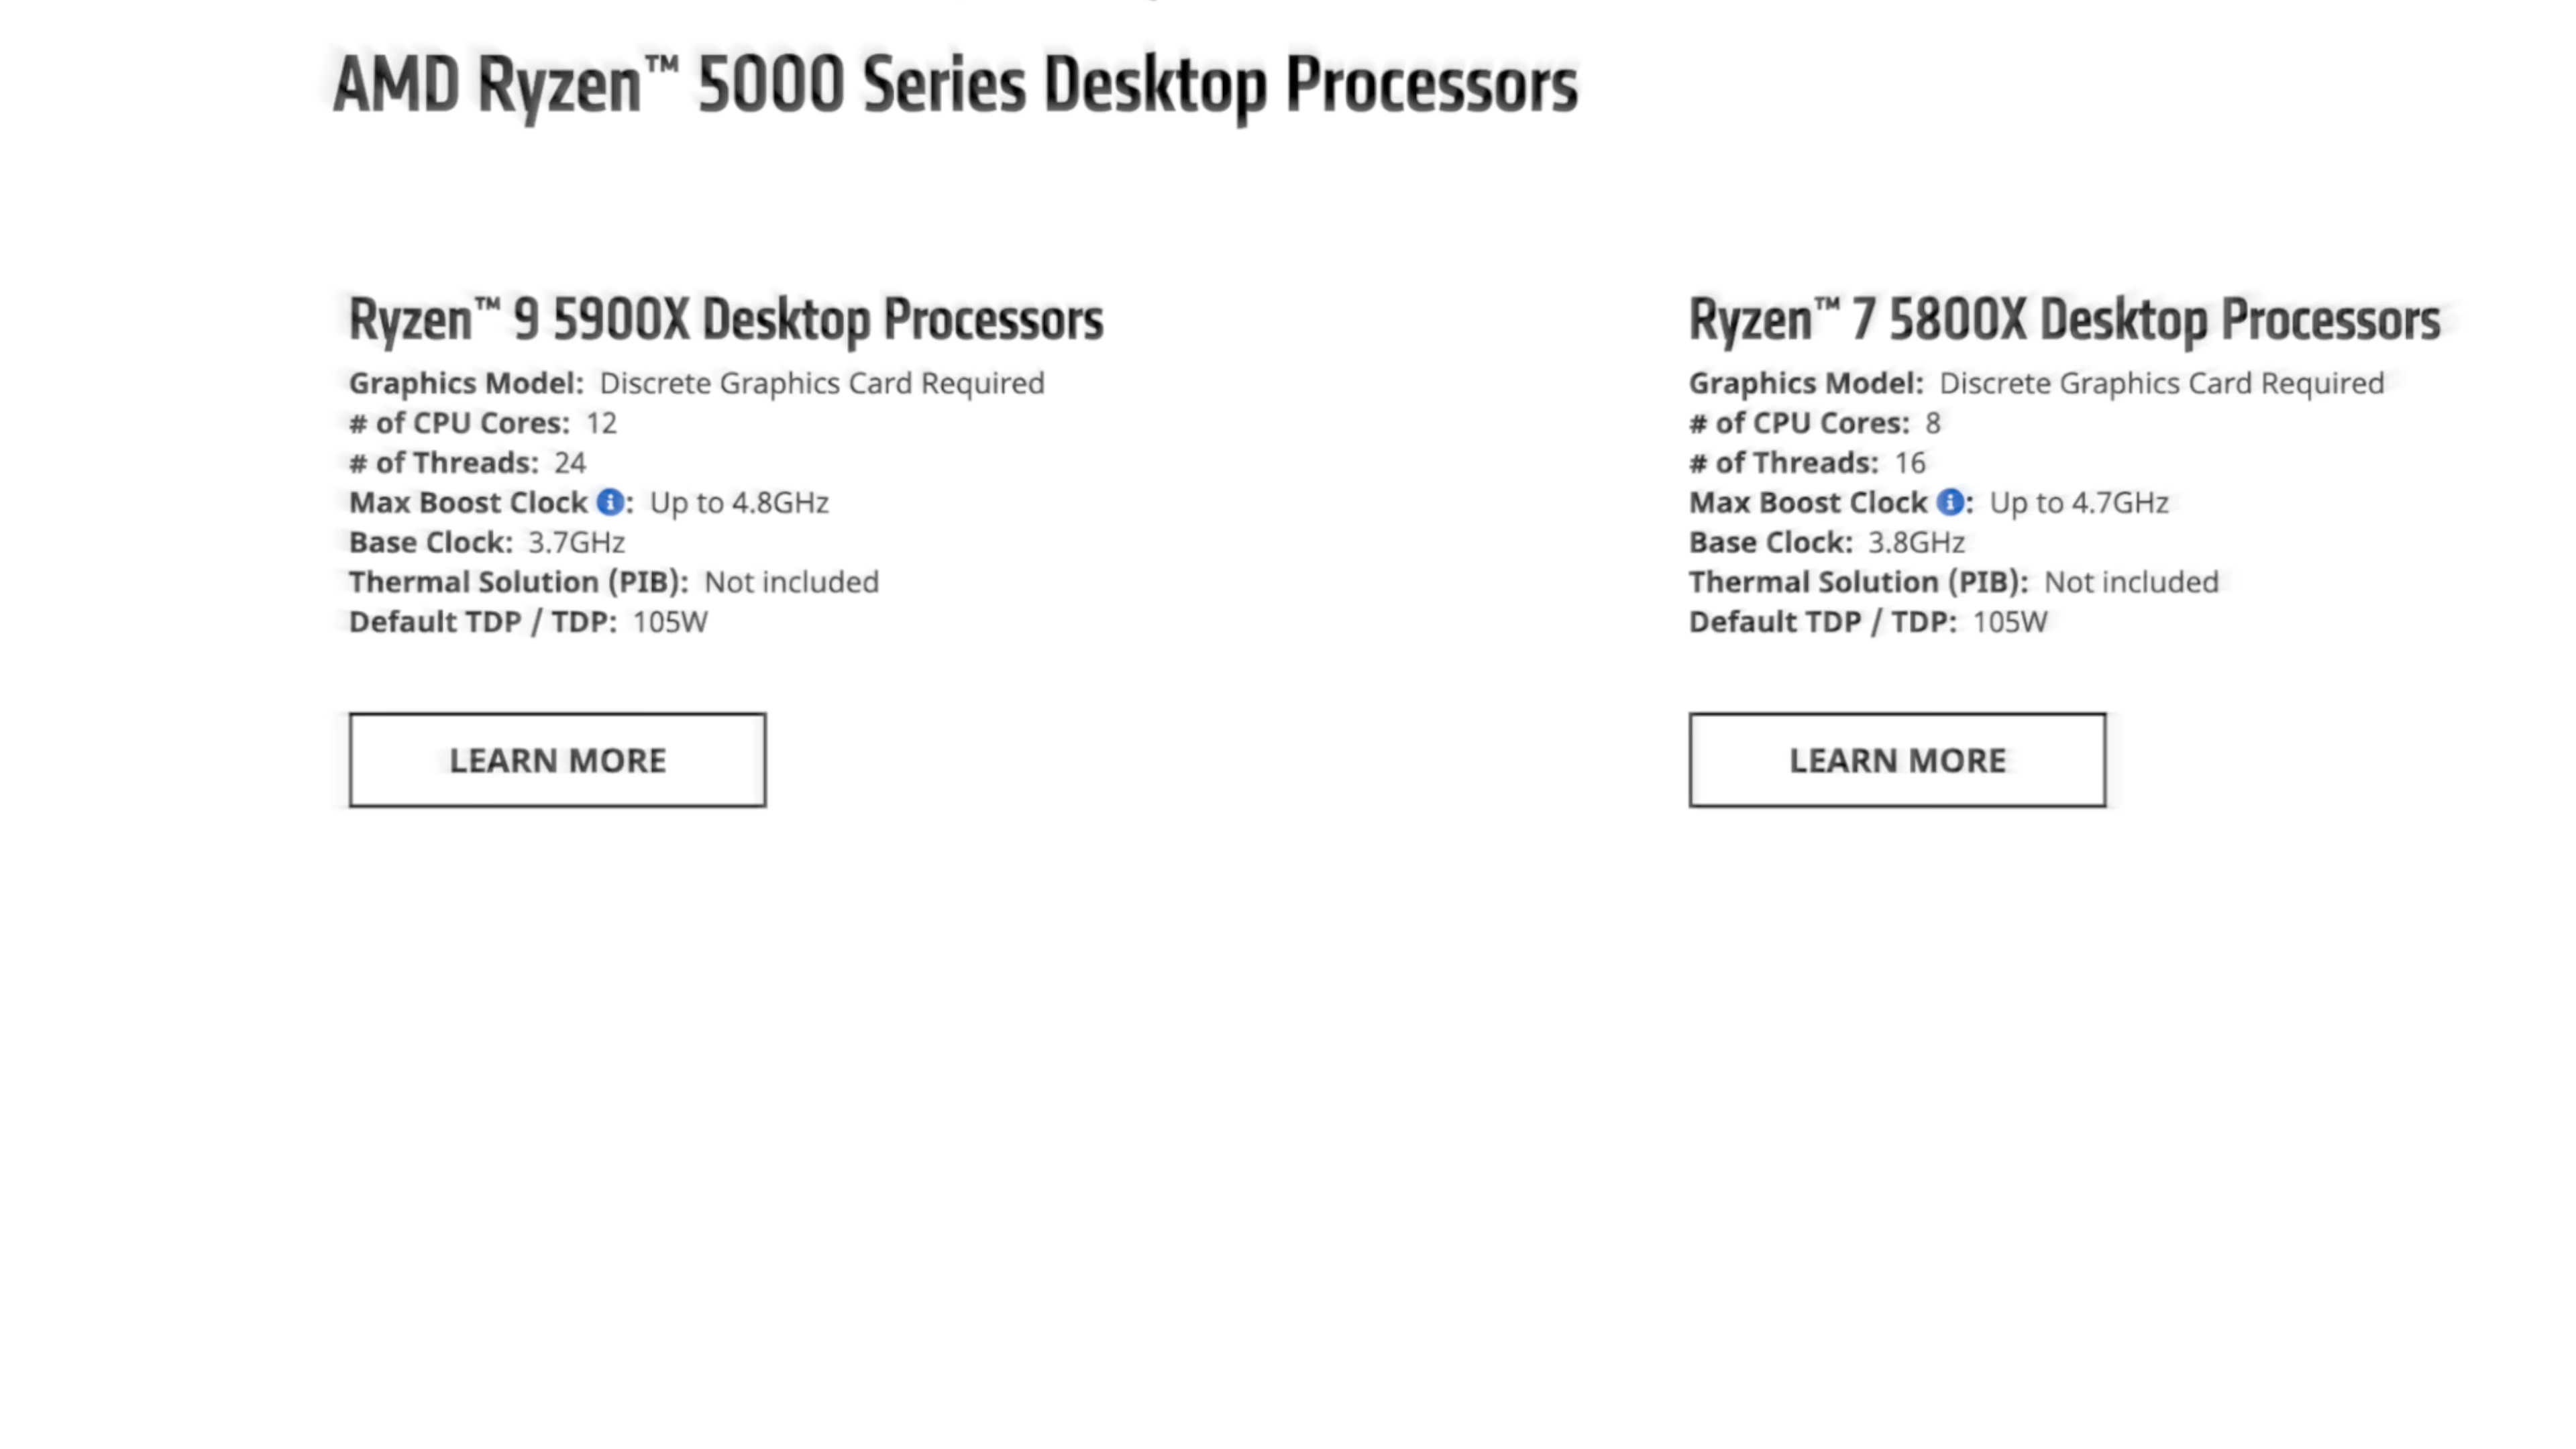 AMD Ryzen™ 5000 Series Desktop Processors
Ryzen™ 9 5900X Desktop Processors
Graphics Model: Discrete Graphics Card Required
# of CPU Cores: 12
# of Threads: 24
Max Boost Clock i: Up to 4.8GHz
Base Clock: 3.7GHz
Thermal Solution (PIB): Not included
Default TDP / TDP: 105W
LEARN MORE
Ryzen™ 7 5800X Desktop Processors
Graphics Model: Discrete Graphics Card Required
# of CPU Cores: 8
# of Threads: 16
Max Boost Clock i: Up to 4.7GHz
Base Clock: 3.8GHz
Thermal Solution (PIB): Not included
Default TDP / TDP: 105W
LEARN MORE